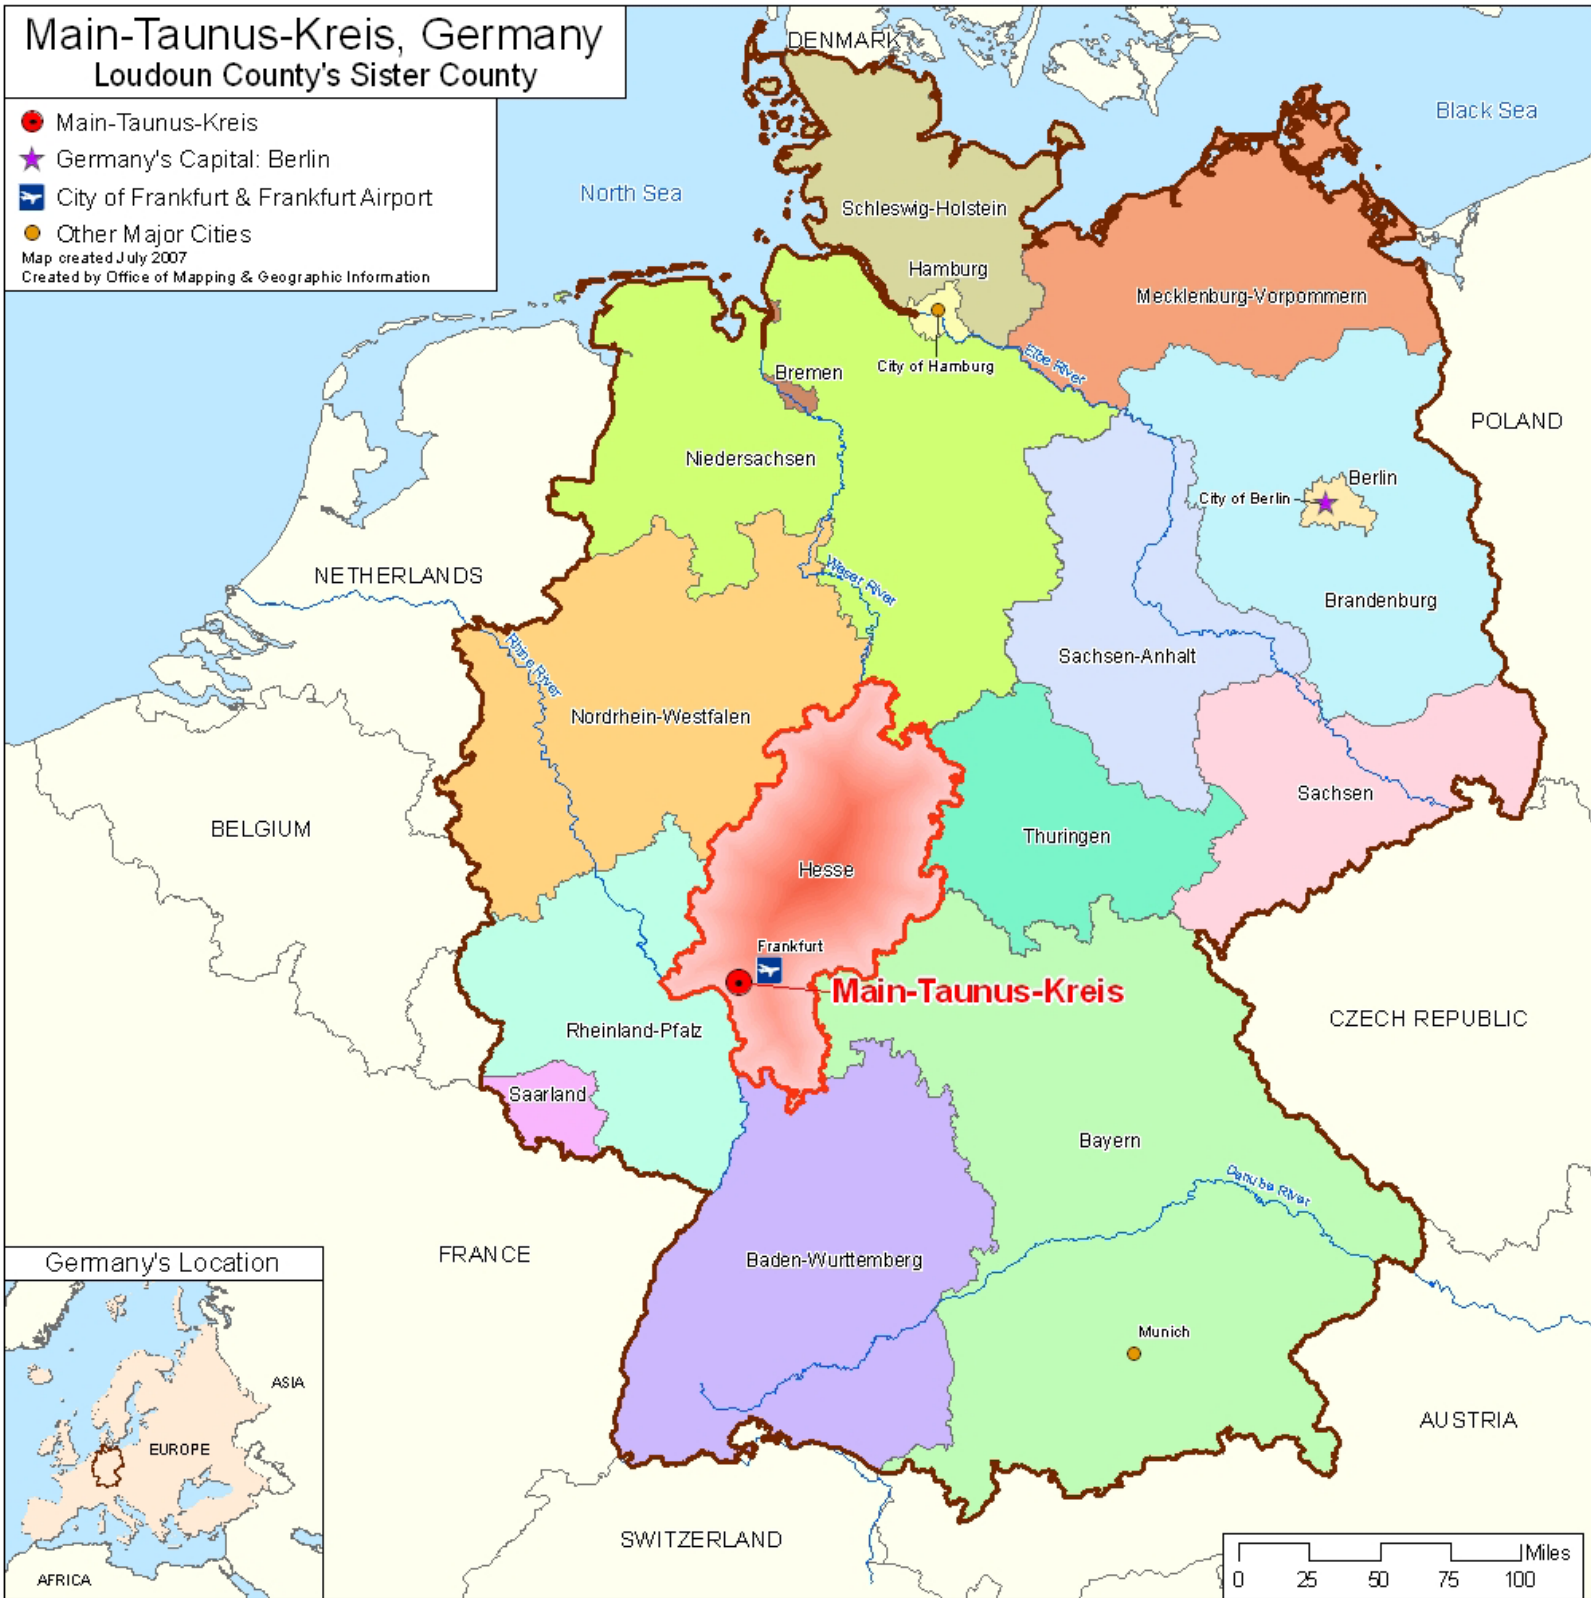 Main-Taunus-Kreis, Germany
Loudoun County's Sister County
Main-Taunus-Kreis
Germany's Capital: Berlin
City of Frankfurt & Frankfurt Airport
Other Major Cities
Map created July 2007
Created by Office of Mapping & Geographic Information
DENMARK
Black Sea
North Sea
Schleswig-Holstein
Hamburg
Mecklenburg-Vorpommern
City of Hamburg
Elbe River
Bremen
POLAND
Niedersachsen
Berlin
City of Berlin
NETHERLANDS
Weser River
Brandenburg
Rhine River
Sachsen-Anhalt
Nordrhein-Westfalen
Sachsen
BELGIUM
Thuringen
Hesse
Frankfurt
Main-Taunus-Kreis
Rheinland-Pfalz
CZECH REPUBLIC
Saarland
Bayern
Danube River
FRANCE
Baden-Wurttemberg
Munich
AUSTRIA
SWITZERLAND
Germany's Location
ASIA
EUROPE
AFRICA
Miles
0 25 50 75 100